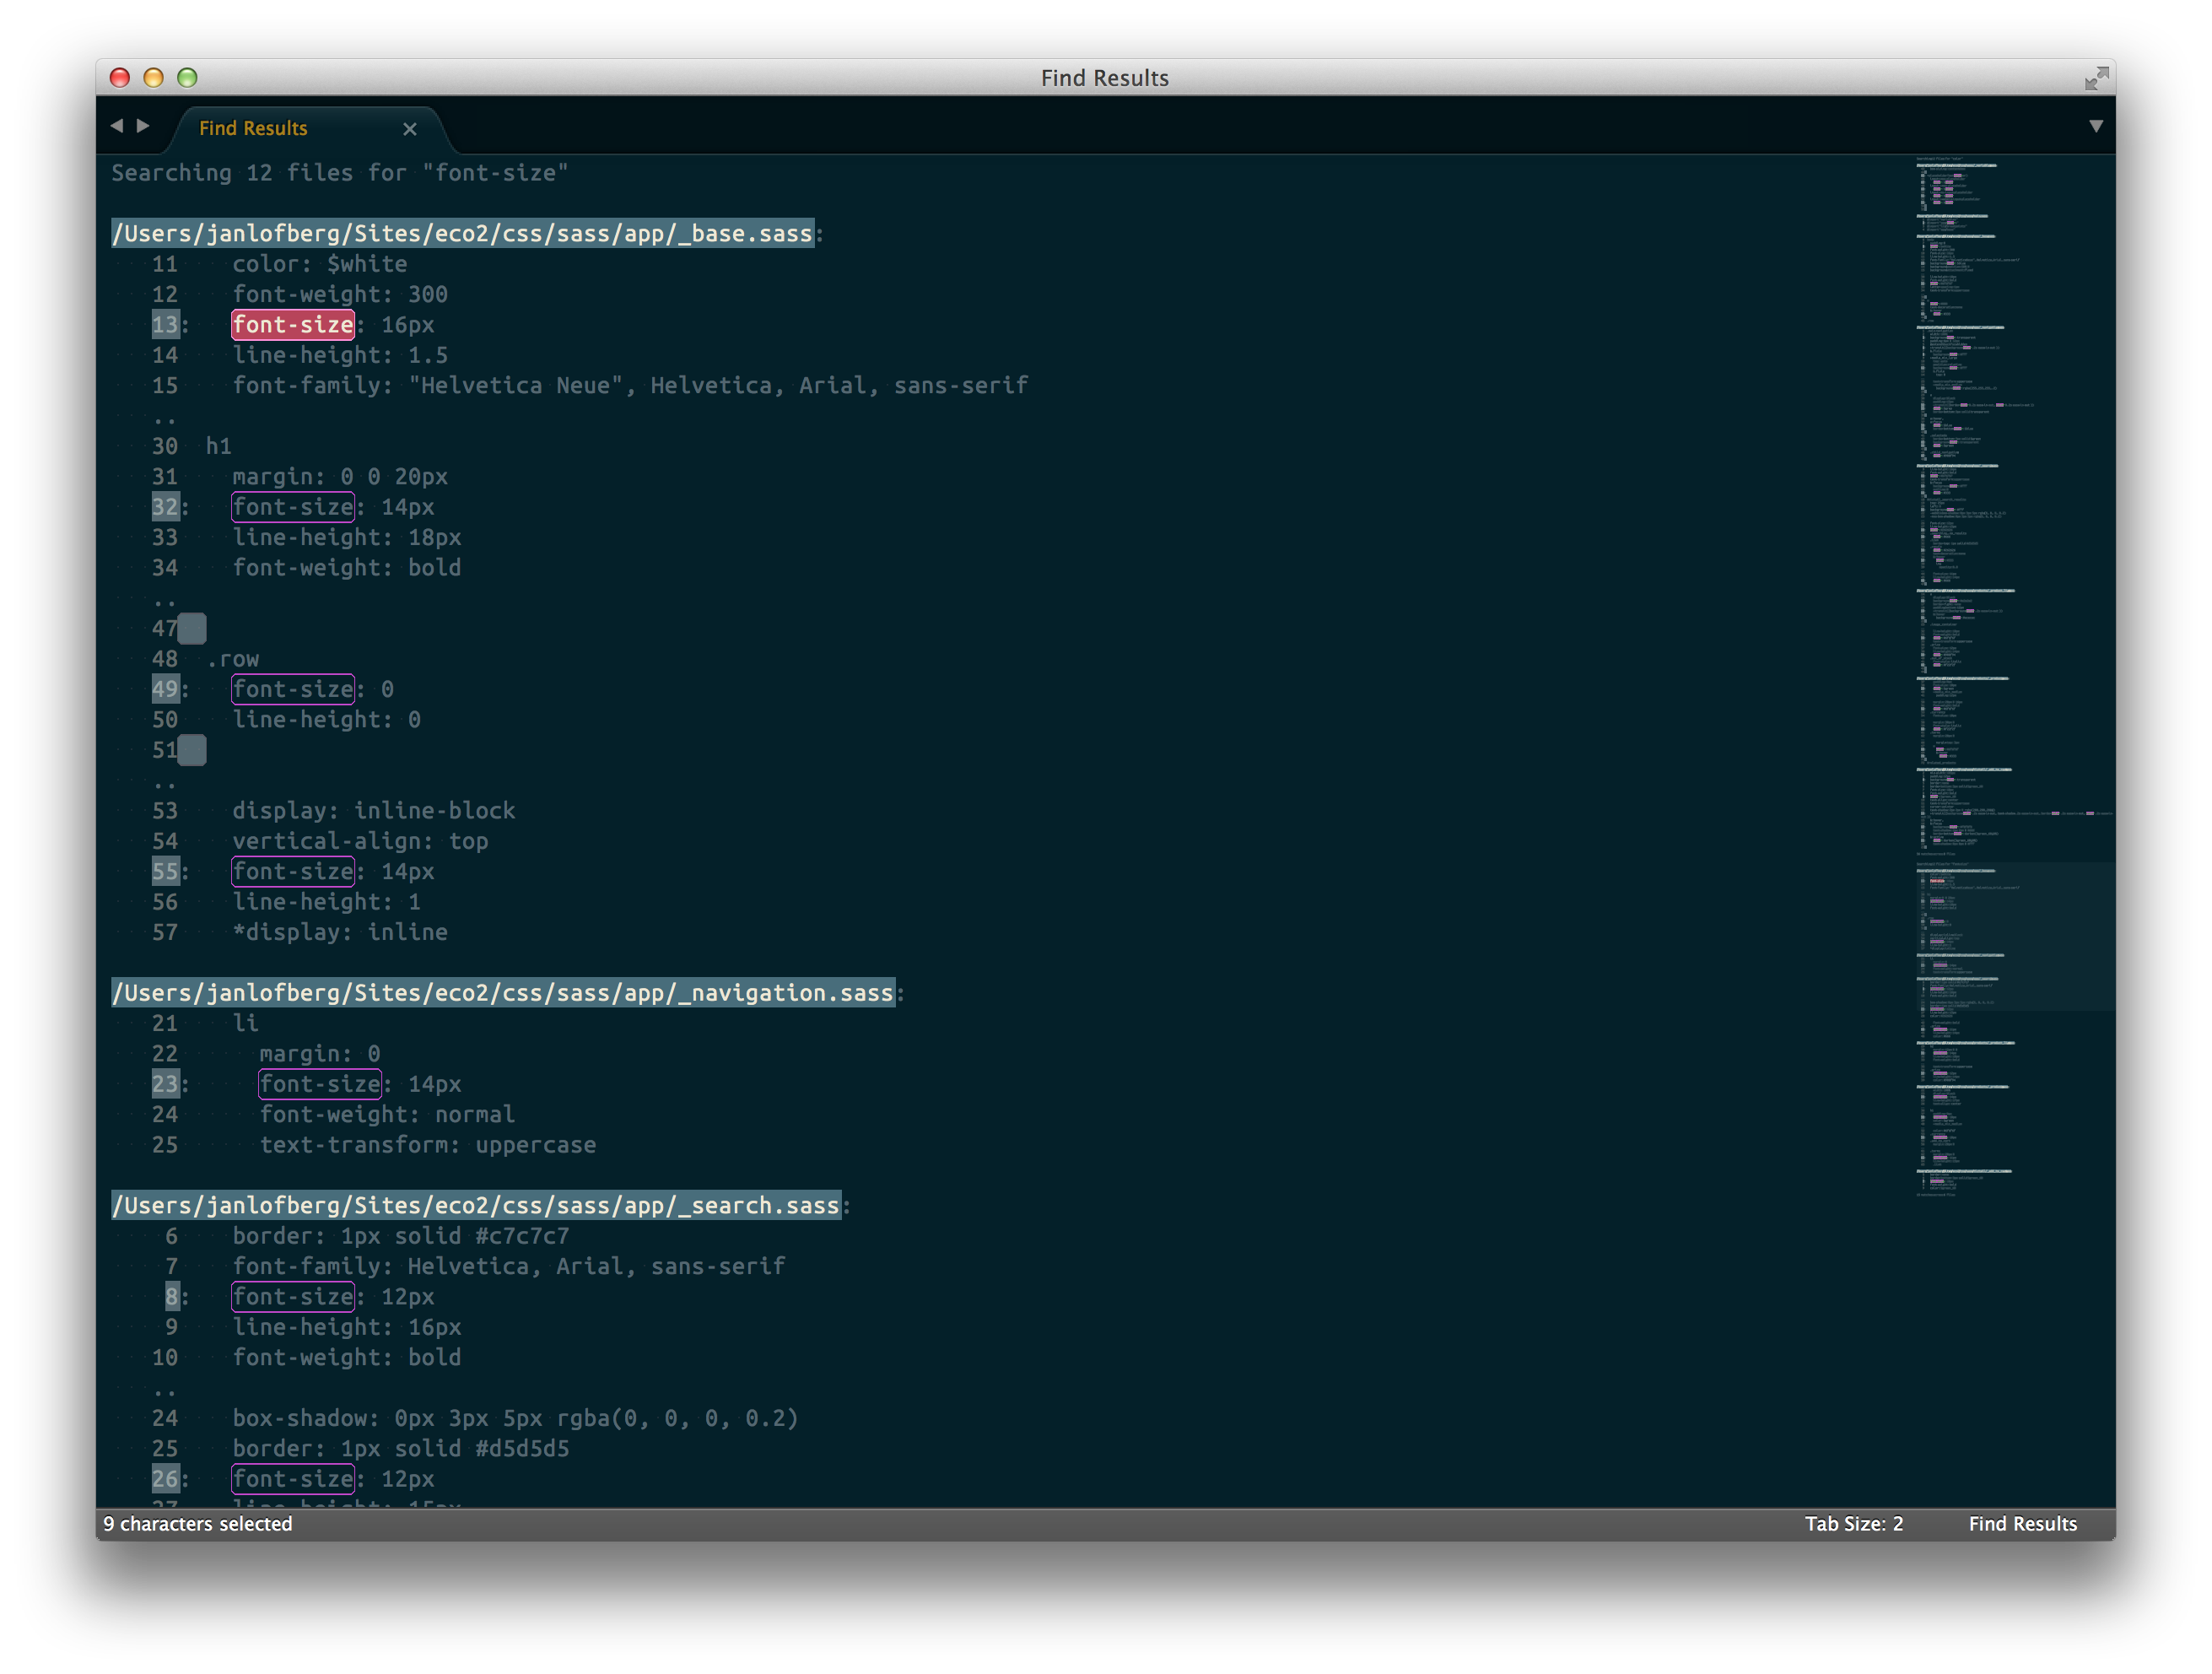 Find Results
Find Results
Searching 12 files for "font-size"
/Users/janlofberg/Sites/eco2/css/sass/app/_base.sass:
11 color: $white
12 font-weight: 300
13: font-size: 16px
14 line-height: 1.5
15 font-family: "Helvetica Neue", Helvetica, Arial, sans-serif
..
30 h1
31 margin: 0 0 20px
32: font-size: 14px
33 line-height: 18px
34 font-weight: bold
..
47
48 .row
49: font-size: 0
50 line-height: 0
51
..
53 display: inline-block
54 vertical-align: top
55: font-size: 14px
56 line-height: 1
57 *display: inline
/Users/janlofberg/Sites/eco2/css/sass/app/_navigation.sass:
21 li
22 margin: 0
23: font-size: 14px
24 font-weight: normal
25 text-transform: uppercase
/Users/janlofberg/Sites/eco2/css/sass/app/_search.sass:
6 border: 1px solid #c7c7c7
7 font-family: Helvetica, Arial, sans-serif
8: font-size: 12px
9 line-height: 16px
10 font-weight: bold
..
24 box-shadow: 0px 3px 5px rgba(0, 0, 0, 0.2)
25 border: 1px solid #d5d5d5
26: font-size: 12px
27 line-height: 15px
9 characters selected
Tab Size: 2
Find Results